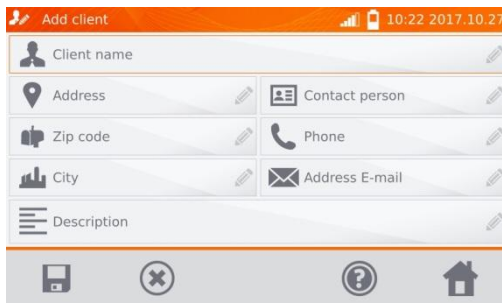 Add client 10:22 2017.10.27
Client name
Address Contact person
Zip code Phone
City Address E-mail
Description